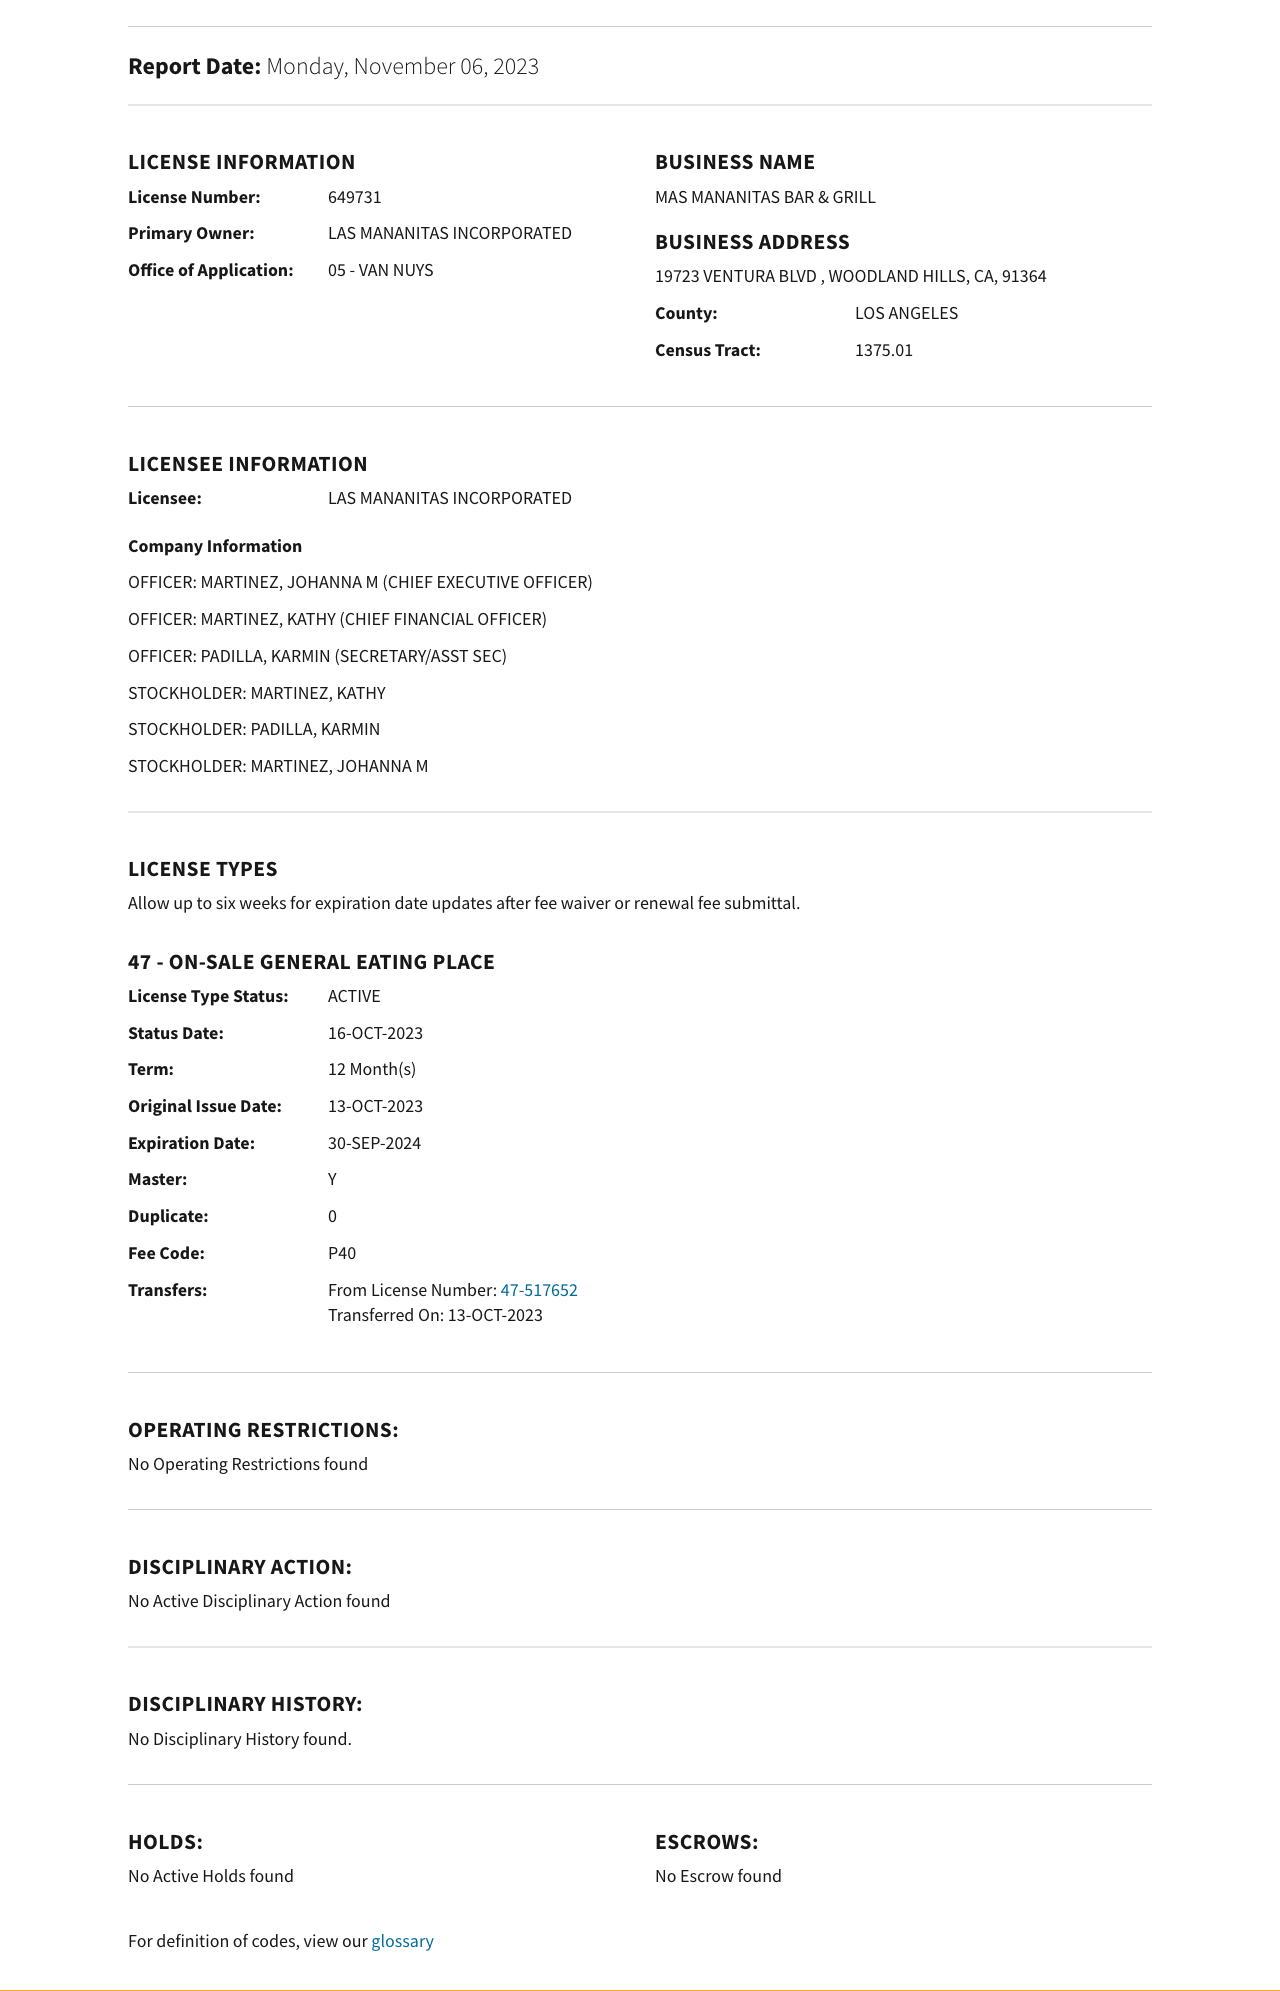 Report Date: Monday, November 06, 2023
LICENSE INFORMATION
License Number: 649731
Primary Owner: LAS MANANITAS INCORPORATED
Office of Application: 05 - VAN NUYS
BUSINESS NAME
MAS MANANITAS BAR & GRILL
BUSINESS ADDRESS
19723 VENTURA BLVD , WOODLAND HILLS, CA, 91364
County: LOS ANGELES
Census Tract: 1375.01
LICENSEE INFORMATION
Licensee: LAS MANANITAS INCORPORATED
Company Information
OFFICER: MARTINEZ, JOHANNA M (CHIEF EXECUTIVE OFFICER)
OFFICER: MARTINEZ, KATHY (CHIEF FINANCIAL OFFICER)
OFFICER: PADILLA, KARMIN (SECRETARY/ASST SEC)
STOCKHOLDER: MARTINEZ, KATHY
STOCKHOLDER: PADILLA, KARMIN
STOCKHOLDER: MARTINEZ, JOHANNA M
LICENSE TYPES
Allow up to six weeks for expiration date updates after fee waiver or renewal fee submittal.
47 - ON-SALE GENERAL EATING PLACE
License Type Status: ACTIVE
Status Date: 16-OCT-2023
Term: 12 Month(s)
Original Issue Date: 13-OCT-2023
Expiration Date: 30-SEP-2024
Master: Y
Duplicate: 0
Fee Code: P40
Transfers: From License Number: 47-517652
Transferred On: 13-OCT-2023
OPERATING RESTRICTIONS:
No Operating Restrictions found
DISCIPLINARY ACTION:
No Active Disciplinary Action found
DISCIPLINARY HISTORY:
No Disciplinary History found.
HOLDS:
No Active Holds found
ESCROWS:
No Escrow found
For definition of codes, view our glossary